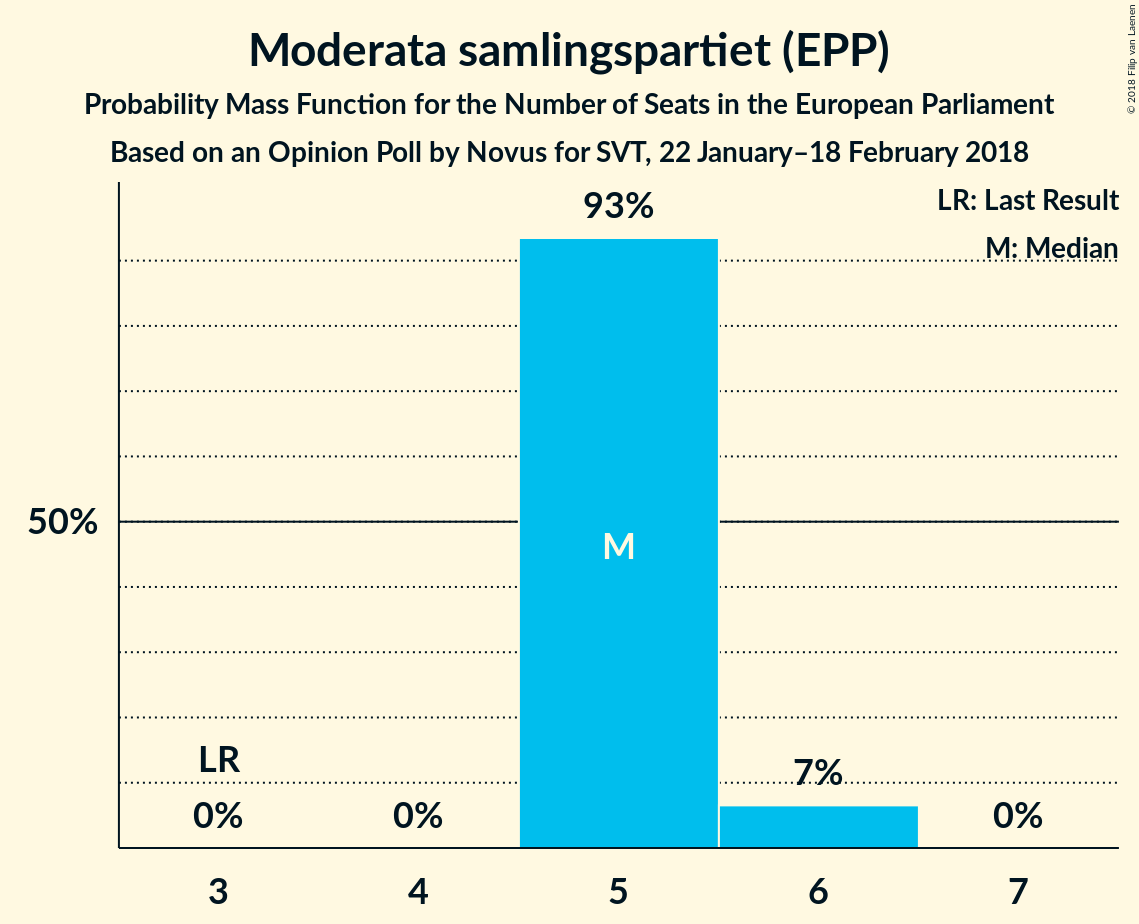 Moderata samlingspartiet (EPP)
Probability Mass Function for the Number of Seats in the European Parliament
Based on an Opinion Poll by Novus for SVT, 22 January–18 February 2018
© 2018 Filip van Laenen
LR: Last Result
M: Median
93%
50%
M
LR
7%
0%
0%
0%
3
4
5
6
7